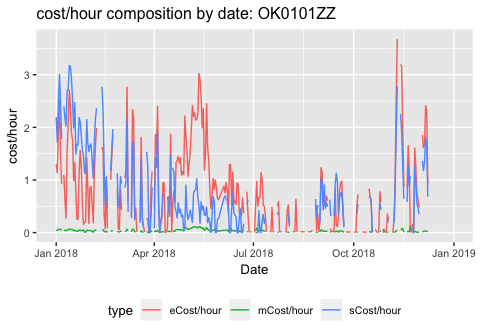 cost/hour composition by date: OK0101ZZ
cost/hour
3
2
1
0
Jan 2018 Apr 2018 Jul 2018 Oct 2018 Jan 2019
Date
type eCost/hour mCost/hour sCost/hour